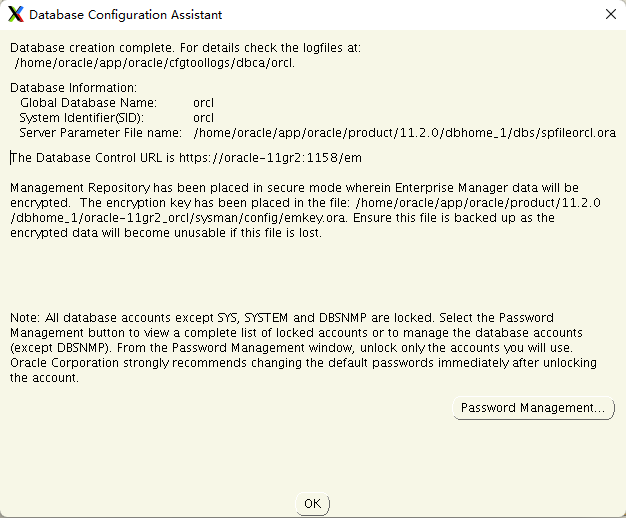 Database Configuration Assistant
Database creation complete. For details check the logfiles at:
/home/oracle/app/oracle/cfgtoollogs/dbca/orcl.
Database Information:
Global Database Name: orcl
System Identifier(SID): orcl
Server Parameter File name: /home/oracle/app/oracle/product/11.2.0/dbhome_1/dbs/spfileorcl.ora
The Database Control URL is https://oracle-11gr2:1158/em
Management Repository has been placed in secure mode wherein Enterprise Manager data will be
encrypted. The encryption key has been placed in the file: /home/oracle/app/oracle/product/11.2.0
/dbhome_1/oracle-11gr2_orcl/sysman/config/emkey.ora. Ensure this file is backed up as the
encrypted data will become unusable if this file is lost.
Note: All database accounts except SYS, SYSTEM and DBSNMP are locked. Select the Password
Management button to view a complete list of locked accounts or to manage the database accounts
(except DBSNMP). From the Password Management window, unlock only the accounts you will use.
Oracle Corporation strongly recommends changing the default passwords immediately after unlocking
the account.
Password Management...
OK